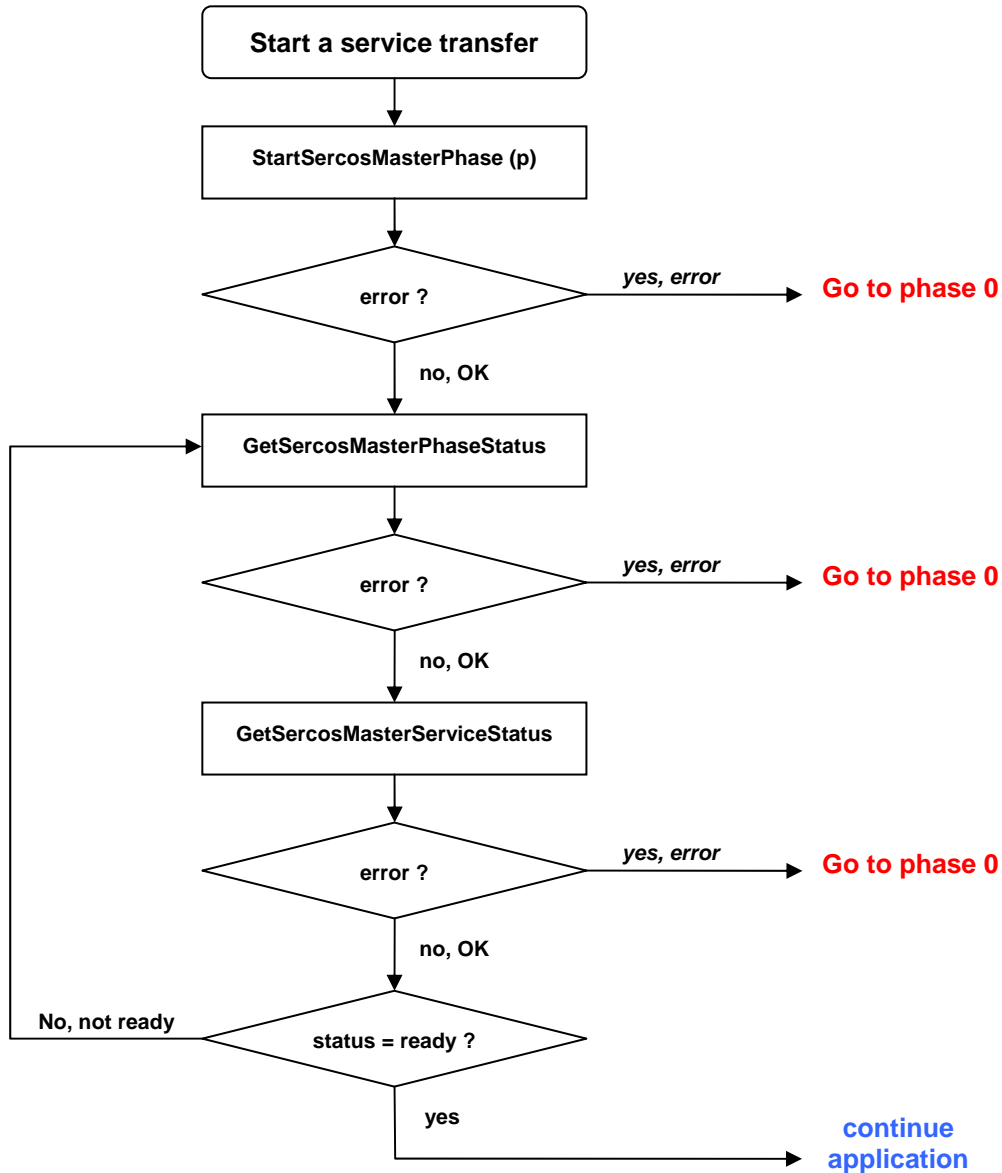 Start a service transfer
StartSercosMasterPhase (p)
error ?
yes, error
Go to phase 0
no, OK
GetSercosMasterPhaseStatus
error ?
yes, error
Go to phase 0
no, OK
GetSercosMasterServiceStatus
error ?
yes, error
Go to phase 0
no, OK
No, not ready
status = ready ?
yes
continue
application